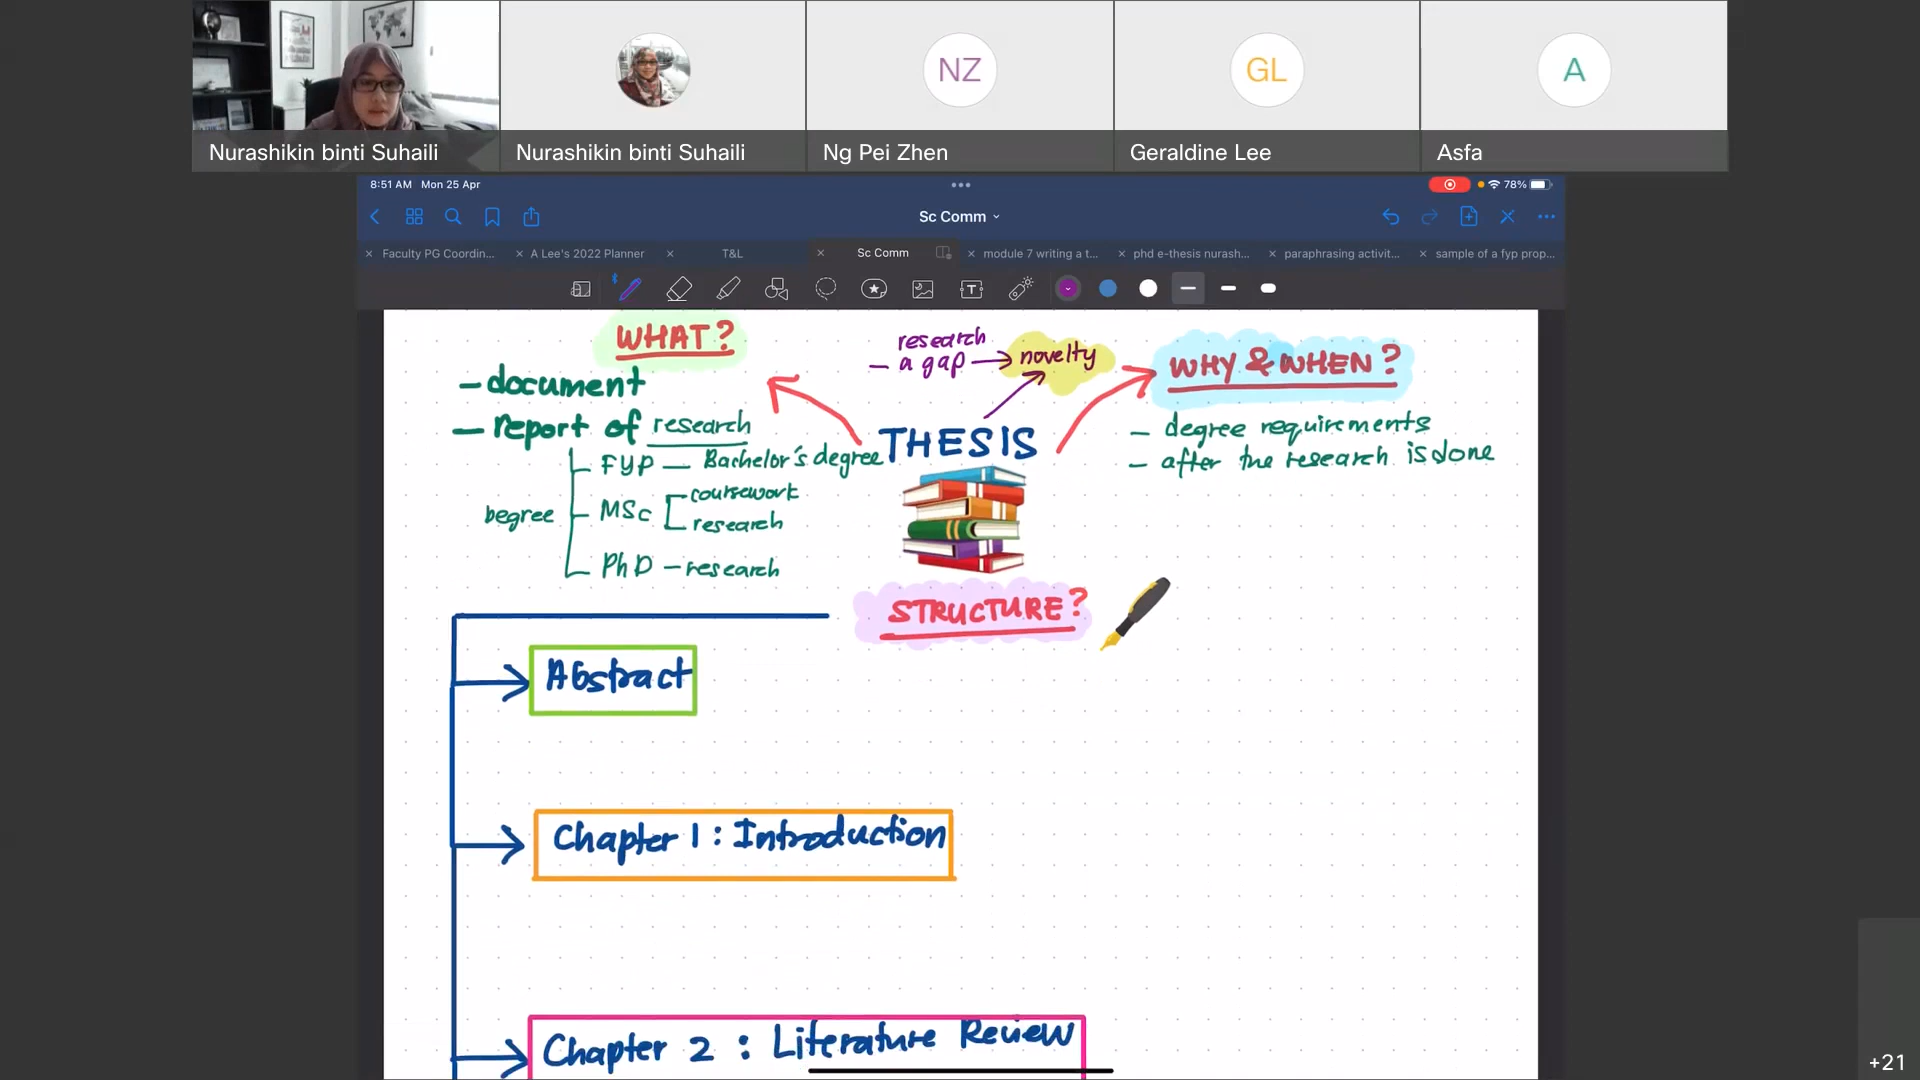 Nurashikin binti Suhaili
Nurashikin binti Suhaili
NZ
Ng Pei Zhen
GL
Geraldine Lee
A
Asfa
8:51 AM Mon 25 Apr
78%
Sc Comm
Faculty PG Coordin...
A Lee's 2022 Planner
T&L
Sc Comm
module 7 writing a t...
phd e-thesis nurash...
paraphrasing activit...
sample of a fyp prop...
WHAT?
- document
- report of research
begree
FYP - Bachelor's degree
MSc
coursework
research
PhD - research
research
- a gap → novelty
THESIS
WHY & WHEN?
- degree requirements
- after the research is done
STRUCTURE?
Abstract
Chapter 1 : Introduction
Chapter 2 : Literature Review
+21